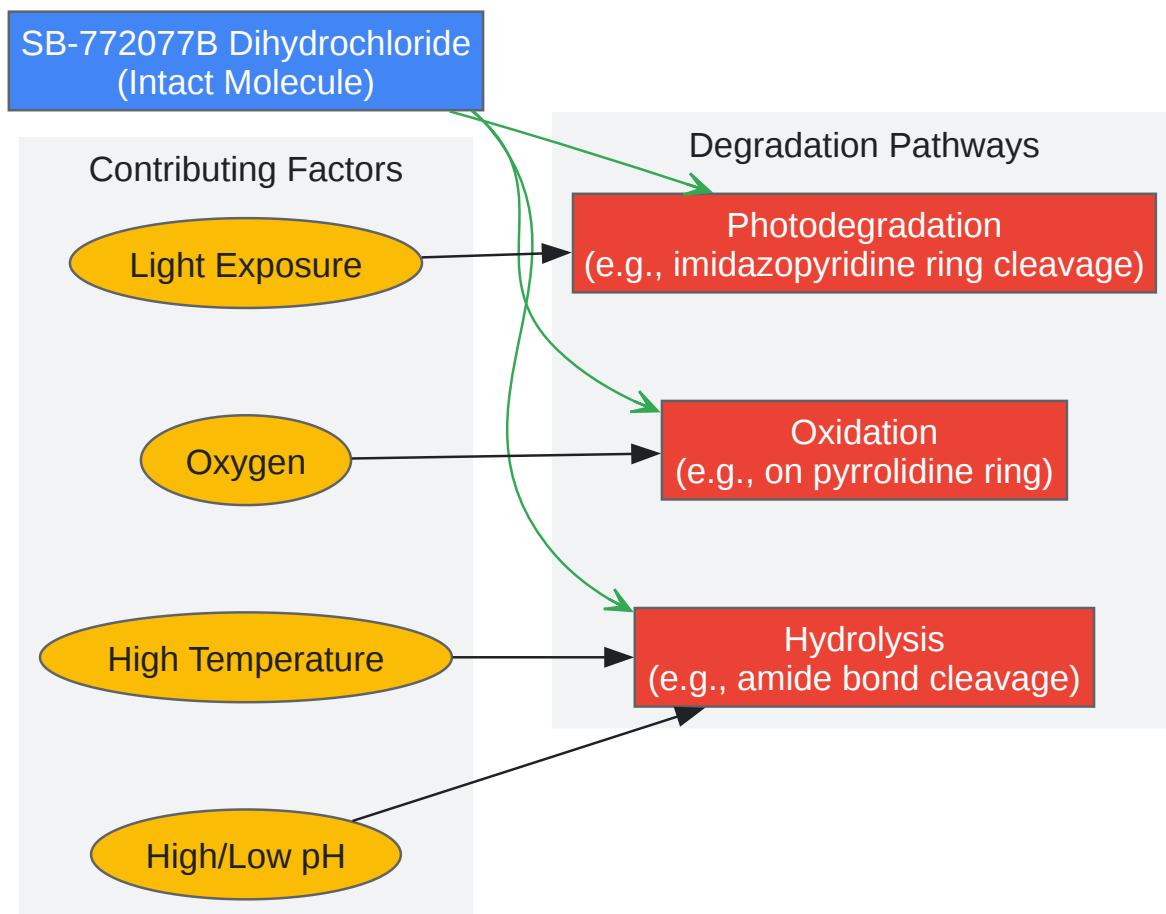 SB-772077B Dihydrochloride
(Intact Molecule)
Contributing Factors
Light Exposure
Oxygen
High Temperature
High/Low pH
Degradation Pathways
Photodegradation
(e.g., imidazopyridine ring cleavage)
Oxidation
(e.g., on pyrrolidine ring)
Hydrolysis
(e.g., amide bond cleavage)